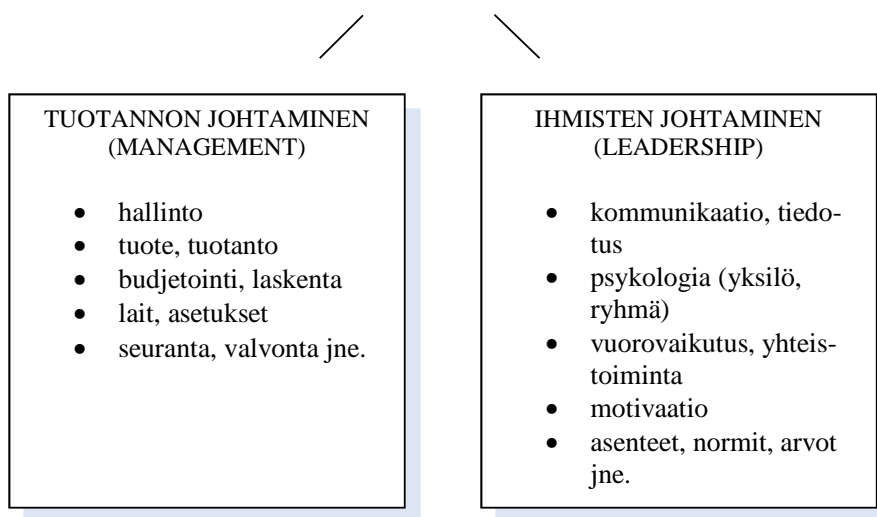 TUOTANNON JOHTAMINEN
(MANAGEMENT)
• hallinto
• tuote, tuotanto
• budjetointi, laskenta
• lait, asetukset
• seuranta, valvonta jne.
IHMISTEN JOHTAMINEN
(LEADERSHIP)
• kommunikaatio, tiedo-
tus
• psykologia (yksilö,
ryhmä)
• vuorovaikutus, yhteis-
toiminta
• motivaatio
• asenteet, normit, arvot
jne.